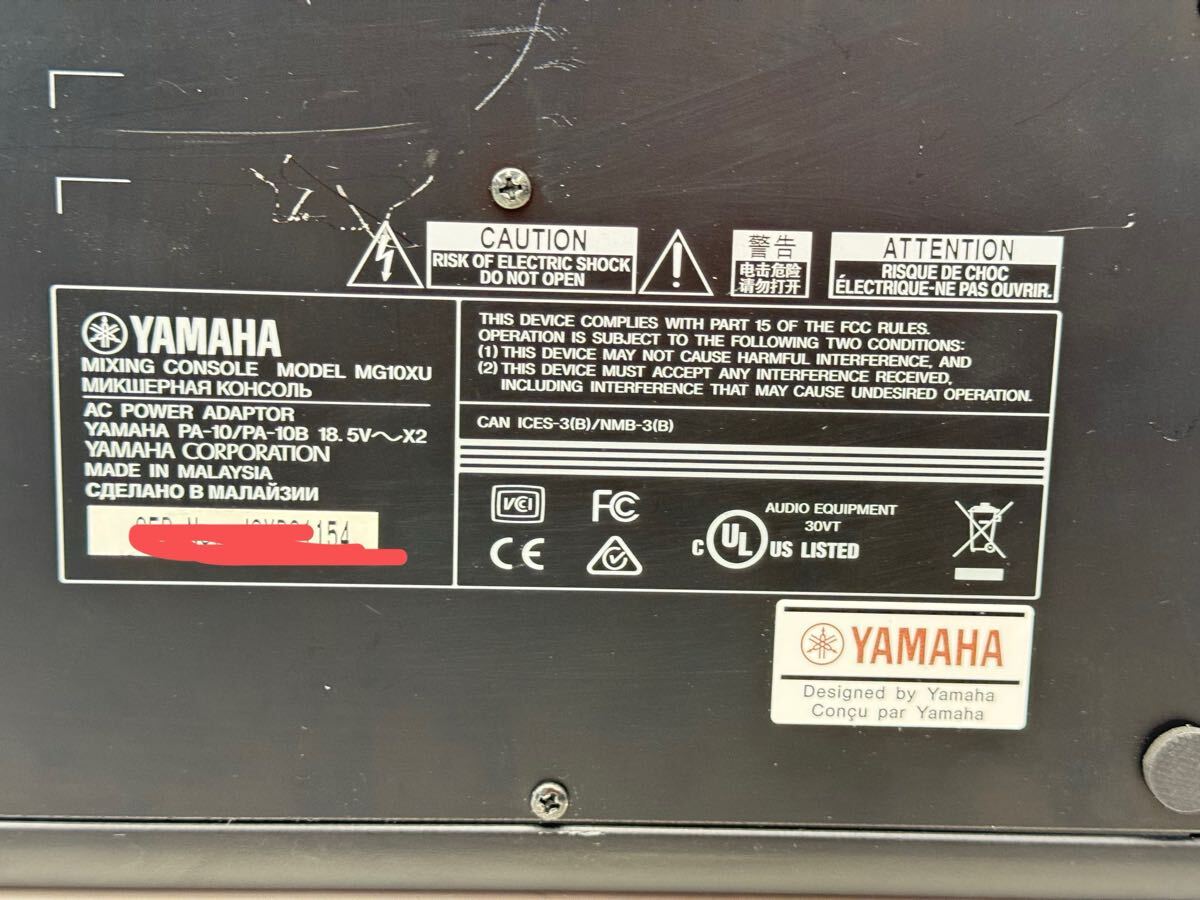 CAUTION
RISK OF ELECTRIC SHOCK
DO NOT OPEN
警告
电击危险
请勿打开
ATTENTION
RISQUE DE CHOC
ÉLECTRIQUE-NE PAS OUVRIR.
YAMAHA
MIXING CONSOLE MODEL MG10XU
МИКШЕРНАЯ КОНСОЛЬ
AC POWER ADAPTOR
YAMAHA PA-10/PA-10B 18.5V～X2
YAMAHA CORPORATION
MADE IN MALAYSIA
СДЕЛАНО В МАЛАЙЗИИ
154
THIS DEVICE COMPLIES WITH PART 15 OF THE FCC RULES.
OPERATION IS SUBJECT TO THE FOLLOWING TWO CONDITIONS:
(1) THIS DEVICE MAY NOT CAUSE HARMFUL INTERFERENCE, AND
(2) THIS DEVICE MUST ACCEPT ANY INTERFERENCE RECEIVED,
INCLUDING INTERFERENCE THAT MAY CAUSE UNDESIRED OPERATION.
CAN ICES-3(B)/NMB-3(B)
VCI
FC
CE
C UL US LISTED
AUDIO EQUIPMENT
30VT
YAMAHA
Designed by Yamaha
Conçu par Yamaha